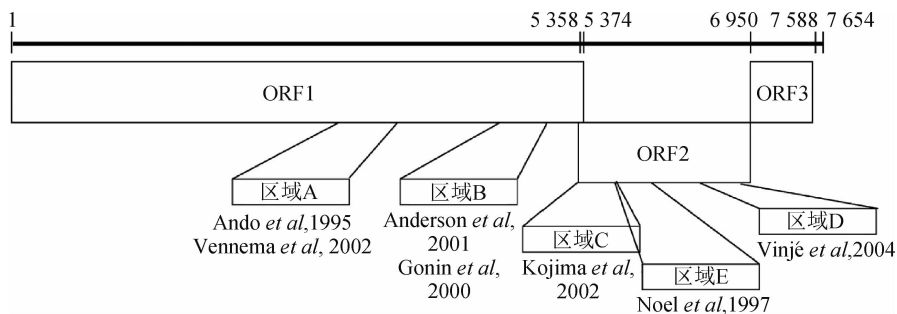 1 5 358 5 374 6 950 7 588 7 654
ORF1
ORF3
ORF2
区域A
Ando et al,1995
Vennema et al, 2002
区域B
Anderson et al,
2001
Gonin et al,
2000
区域C
Kojima et al,
2002
区域E
Noel et al,1997
区域D
Vinjé et al,2004